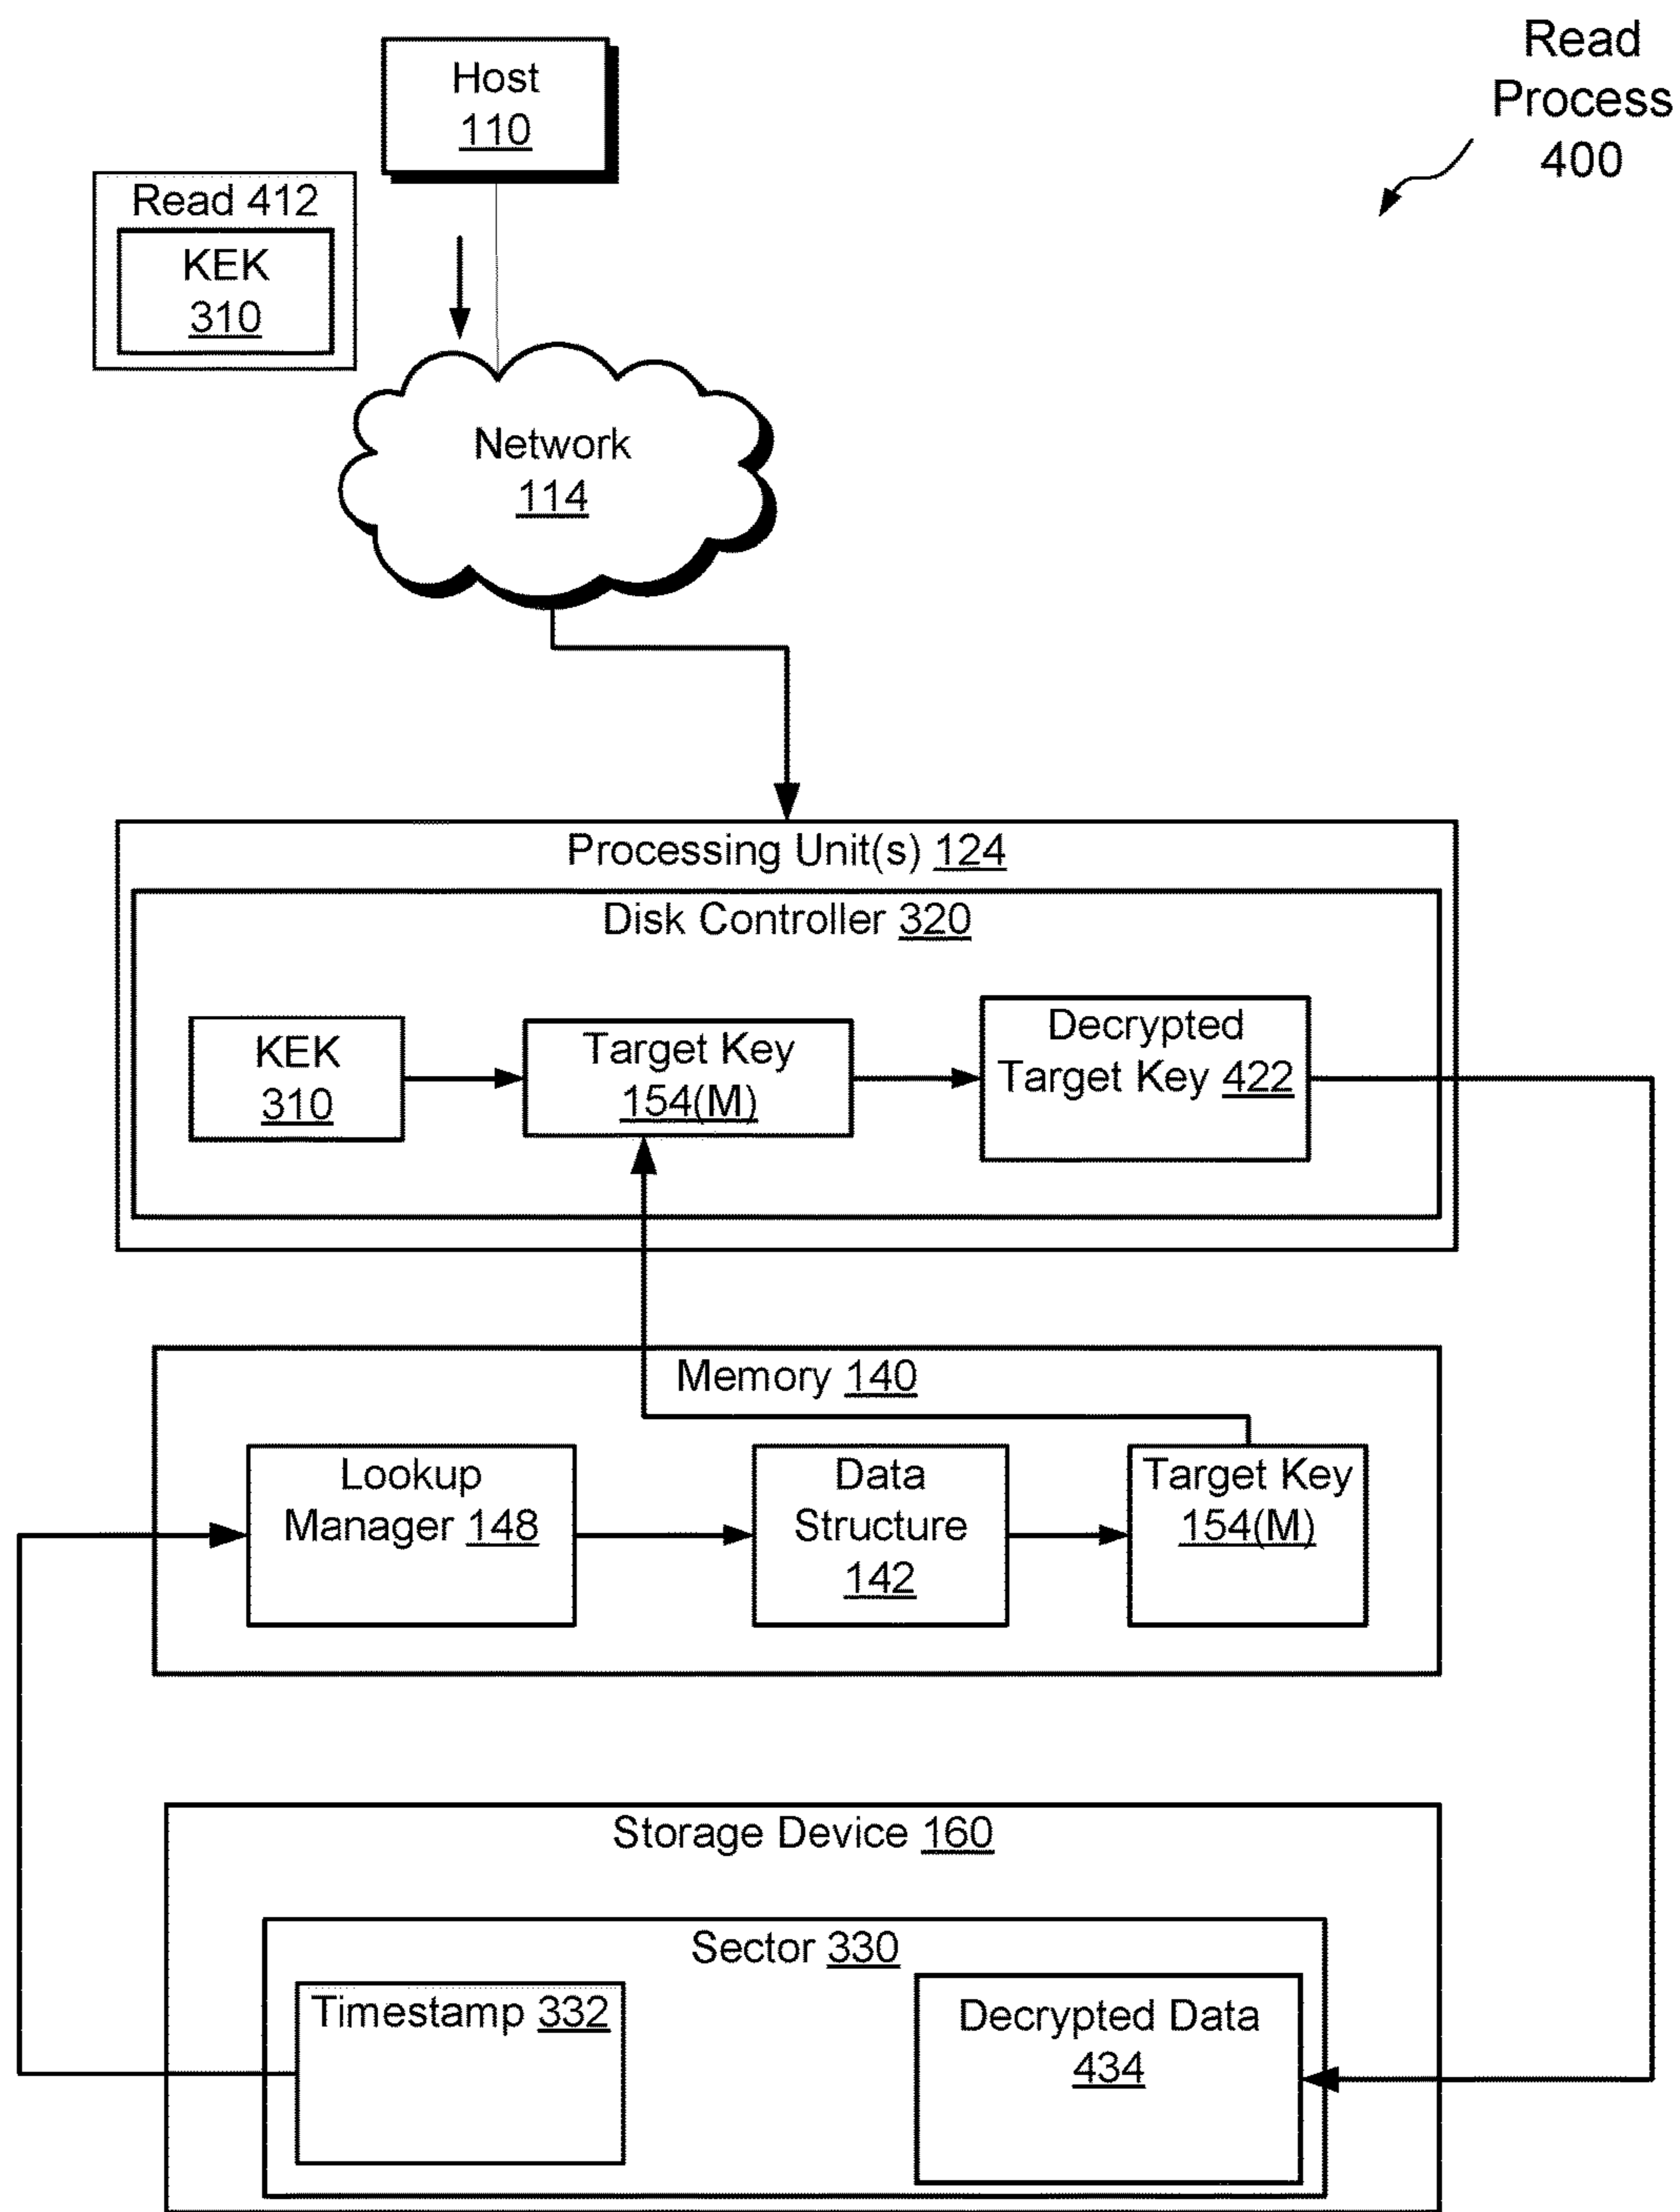 Read
Process
400
Host
110
Read 412
KEK
310
Network
114
Processing Unit(s) 124
Disk Controller 320
KEK
310
Target Key
154(M)
Decrypted
Target Key 422
Memory 140
Lookup
Manager 148
Data
Structure
142
Target Key
154(M)
Storage Device 160
Sector 330
Timestamp 332
Decrypted Data
434